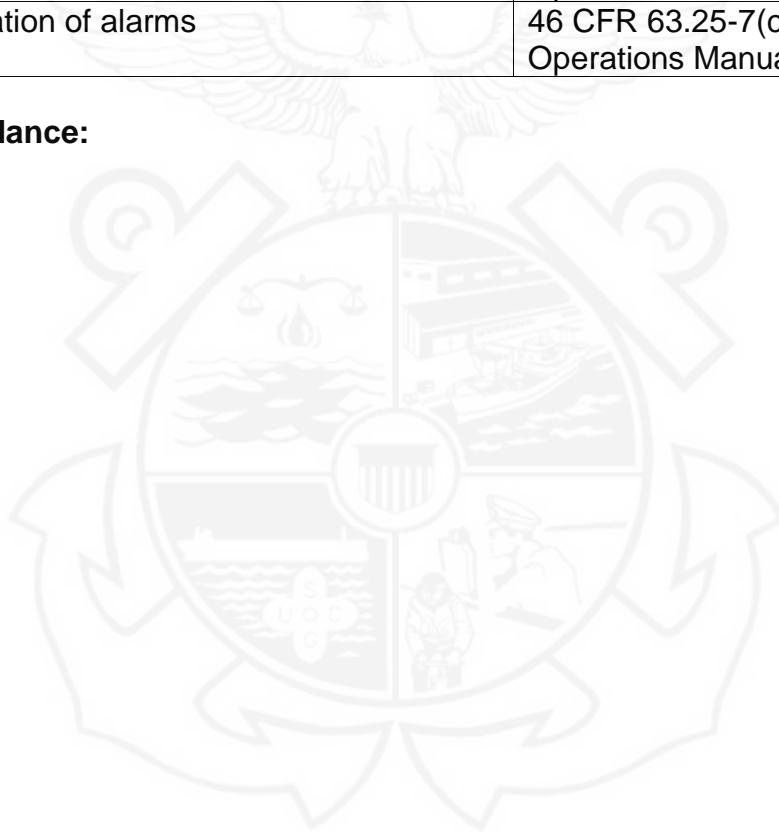 ation of alarms
46 CFR 63.25-7(c
Operations Manua
lance:
S
U O C
G